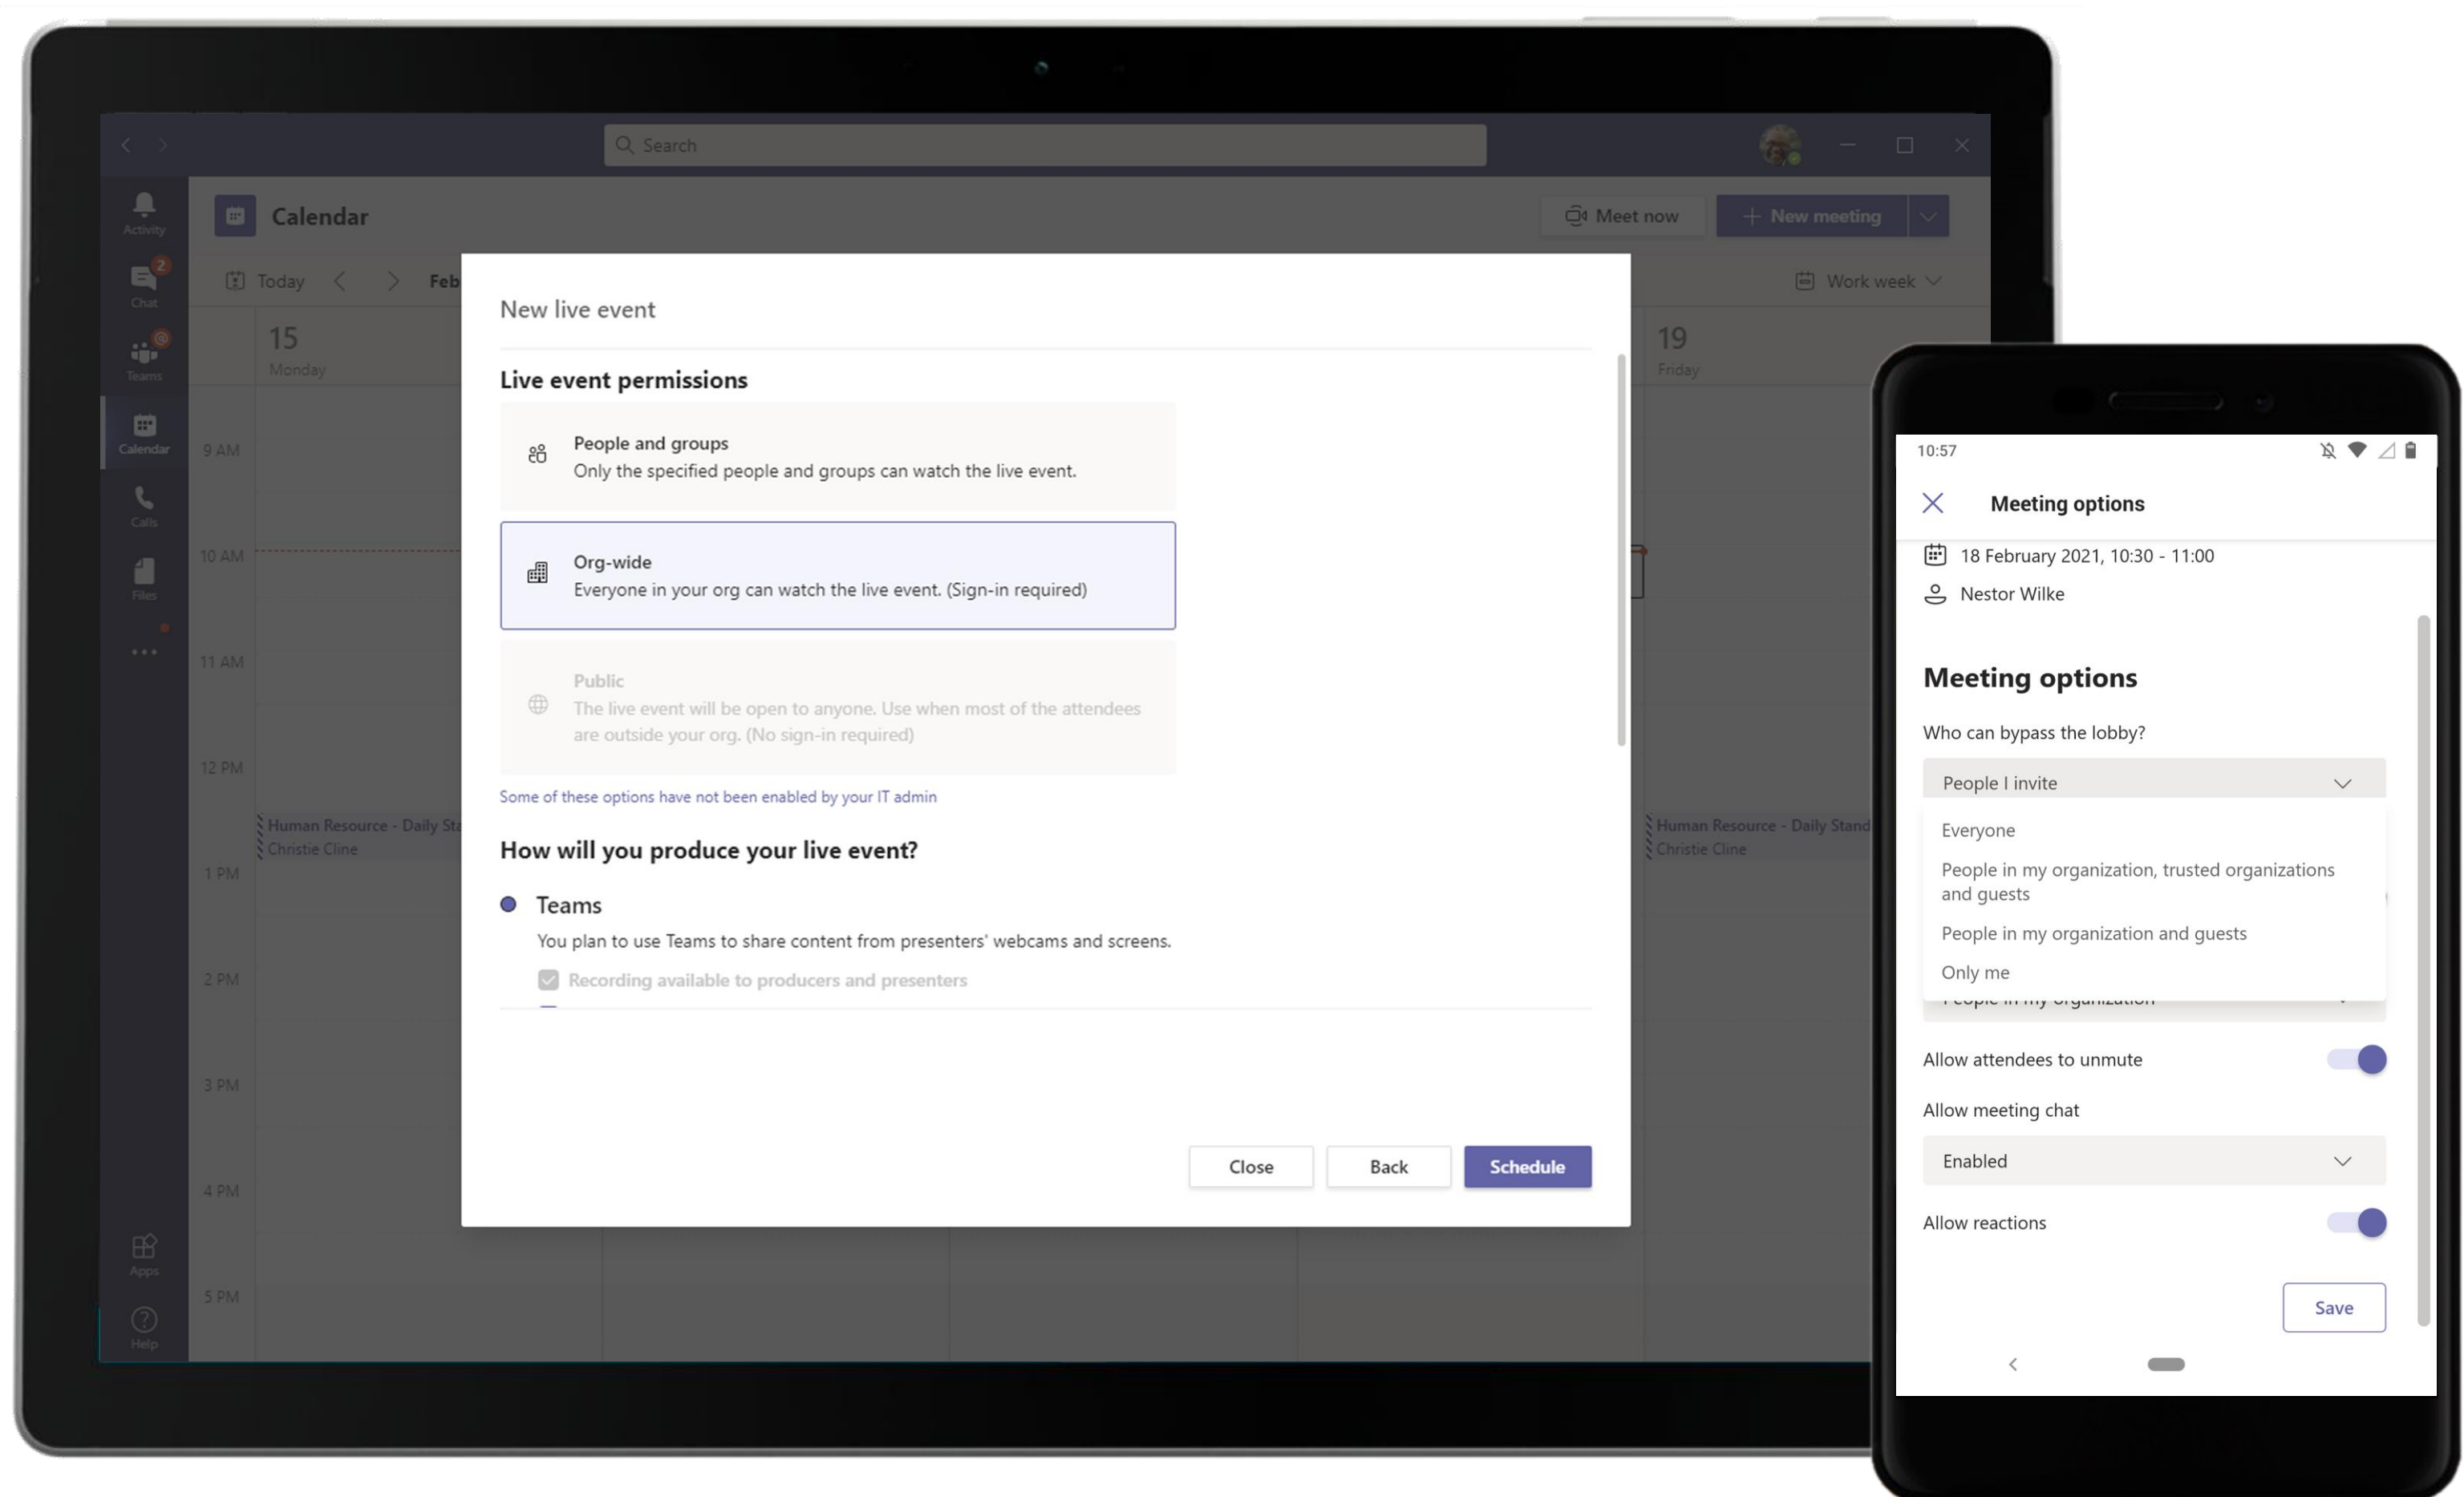 Search
Activity
Chat
2
Teams
@
Calendar
Calls
Files
Apps
Help
Calendar
Meet now
New meeting
Today
Feb
Work week
15
Monday
19
Friday
9 AM
10 AM
11 AM
12 PM
1 PM
2 PM
3 PM
4 PM
5 PM
Human Resource - Daily Sta
Christie Cline
Human Resource - Daily Stand
Christie Cline
New live event
Live event permissions
People and groups
Only the specified people and groups can watch the live event.
Org-wide
Everyone in your org can watch the live event. (Sign-in required)
Public
The live event will be open to anyone. Use when most of the attendees
are outside your org. (No sign-in required)
Some of these options have not been enabled by your IT admin
How will you produce your live event?
Teams
You plan to use Teams to share content from presenters' webcams and screens.
Recording available to producers and presenters
Close
Back
Schedule
10:57
Meeting options
18 February 2021, 10:30 - 11:00
Nestor Wilke
Meeting options
Who can bypass the lobby?
People I invite
Everyone
People in my organization, trusted organizations
and guests
People in my organization and guests
Only me
People in my organization
Allow attendees to unmute
Allow meeting chat
Enabled
Allow reactions
Save